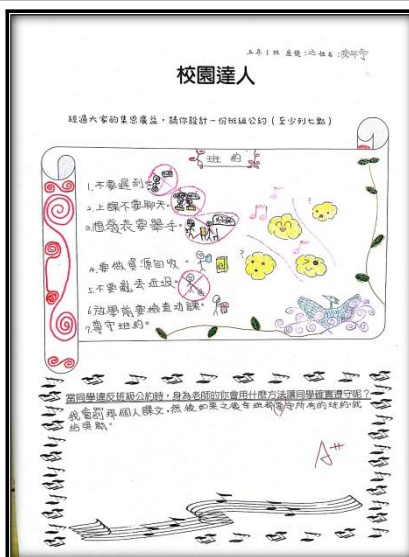 五年1班 座號:25 姓名:
校園達人
經過大家的集思廣益,請你設計一份班級公約(至少列七點)
班約
1.不要遲到。
2.上課不要聊天。
3.想發表要舉手。
4.要做資源回收。
5.不要亂丟垃圾。
6.放學前要檢查功課。
7.尊守班約。
當同學違反班級公約時,身為老師的你會用什麼方法讓同學確實遵守呢?
我會罰那個人課文,然後如果之後全班都遵守所有的班約就
給獎勵。
A++